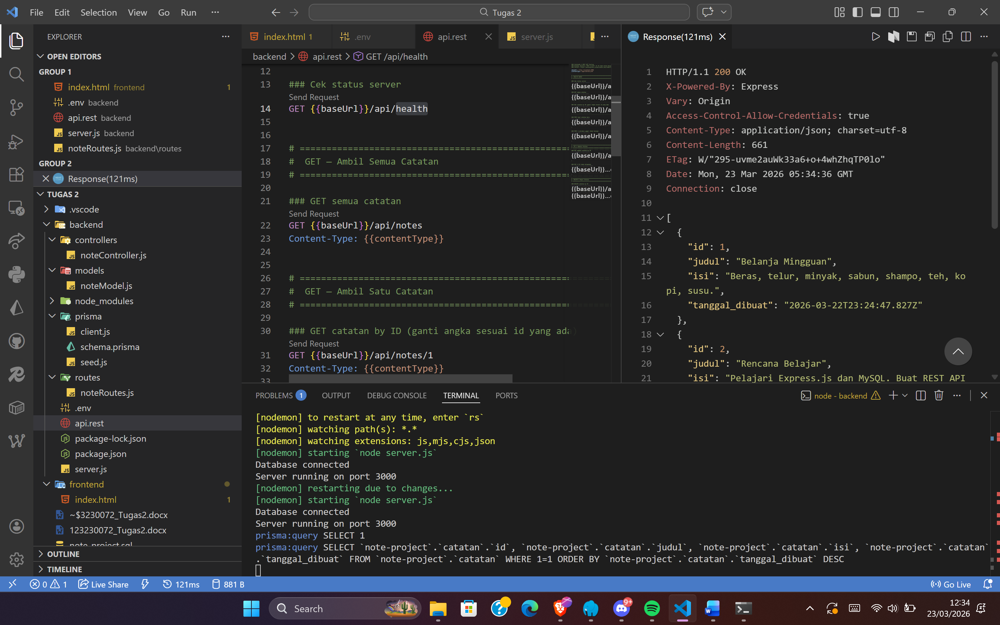 File Edit Selection View Go Run ···
Tugas 2
EXPLORER
OPEN EDITORS
GROUP 1
index.html frontend 1
.env backend
api.rest backend
server.js backend
noteRoutes.js backend\routes
GROUP 2
Response(121ms)
TUGAS 2
.vscode
backend
controllers
noteController.js
models
noteModel.js
node_modules
prisma
client.js
schema.prisma
seed.js
routes
noteRoutes.js
.env
api.rest
package-lock.json
package.json
server.js
frontend
index.html 1
~$3230072_Tugas2.docx
123230072_Tugas2.docx
note-project.sql
OUTLINE
TIMELINE
index.html 1 .env api.rest server.js
backend > api.rest > GET /api/health
12
13 ### Cek status server
Send Request
14 GET {{baseUrl}}/api/health
15
16
17 # ===================================================
18 #  GET — Ambil Semua Catatan
19 # ===================================================
20
21 ### GET semua catatan
Send Request
22 GET {{baseUrl}}/api/notes
23 Content-Type: {{contentType}}
24
25
26 # ===================================================
27 #  GET — Ambil Satu Catatan
28 # ===================================================
29
30 ### GET catatan by ID (ganti angka sesuai id yang ada)
Send Request
31 GET {{baseUrl}}/api/notes/1
32 Content-Type: {{contentType}}
33
{{baseUrl}}/a
{{baseUrl}}/a
{{baseUrl}}/a
{{baseUrl}}/a
{{baseUrl}}/a
{{baseUrl}}/a
{{baseUrl}}...
{{baseUrl}}/a
{{baseUrl}}...
Response(121ms)
1 HTTP/1.1 200 OK
2 X-Powered-By: Express
3 Vary: Origin
4 Access-Control-Allow-Credentials: true
5 Content-Type: application/json; charset=utf-8
6 Content-Length: 661
7 ETag: W/"295-uvme2auWk33a6+o+4whZhqTP0lo"
8 Date: Mon, 23 Mar 2026 05:34:36 GMT
9 Connection: close
10
11 [
12 {
13 "id": 1,
14 "judul": "Belanja Mingguan",
15 "isi": "Beras, telur, minyak, sabun, shampo, teh, ko
pi, susu.",
16 "tanggal_dibuat": "2026-03-22T23:24:47.827Z"
17 },
18 {
19 "id": 2,
20 "judul": "Rencana Belajar",
21 "isi": "Pelajari Express.js dan MySQL. Buat REST API
PROBLEMS 1 OUTPUT DEBUG CONSOLE TERMINAL PORTS
node - backend
[nodemon] to restart at any time, enter `rs`
[nodemon] watching path(s): *.*
[nodemon] watching extensions: js,mjs,cjs,json
[nodemon] starting `node server.js`
Database connected
Server running on port 3000
[nodemon] restarting due to changes...
[nodemon] starting `node server.js`
Database connected
Server running on port 3000
prisma:query SELECT 1
prisma:query SELECT `note-project`.`catatan`.`id`, `note-project`.`catatan`.`judul`, `note-project`.`catatan`.`isi`, `note-project`.`catatan`
.`tanggal_dibuat` FROM `note-project`.`catatan` WHERE 1=1 ORDER BY `note-project`.`catatan`.`tanggal_dibuat` DESC
0 1 Live Share 121ms 881 B Go Live
Search
9+
12:34
23/03/2026